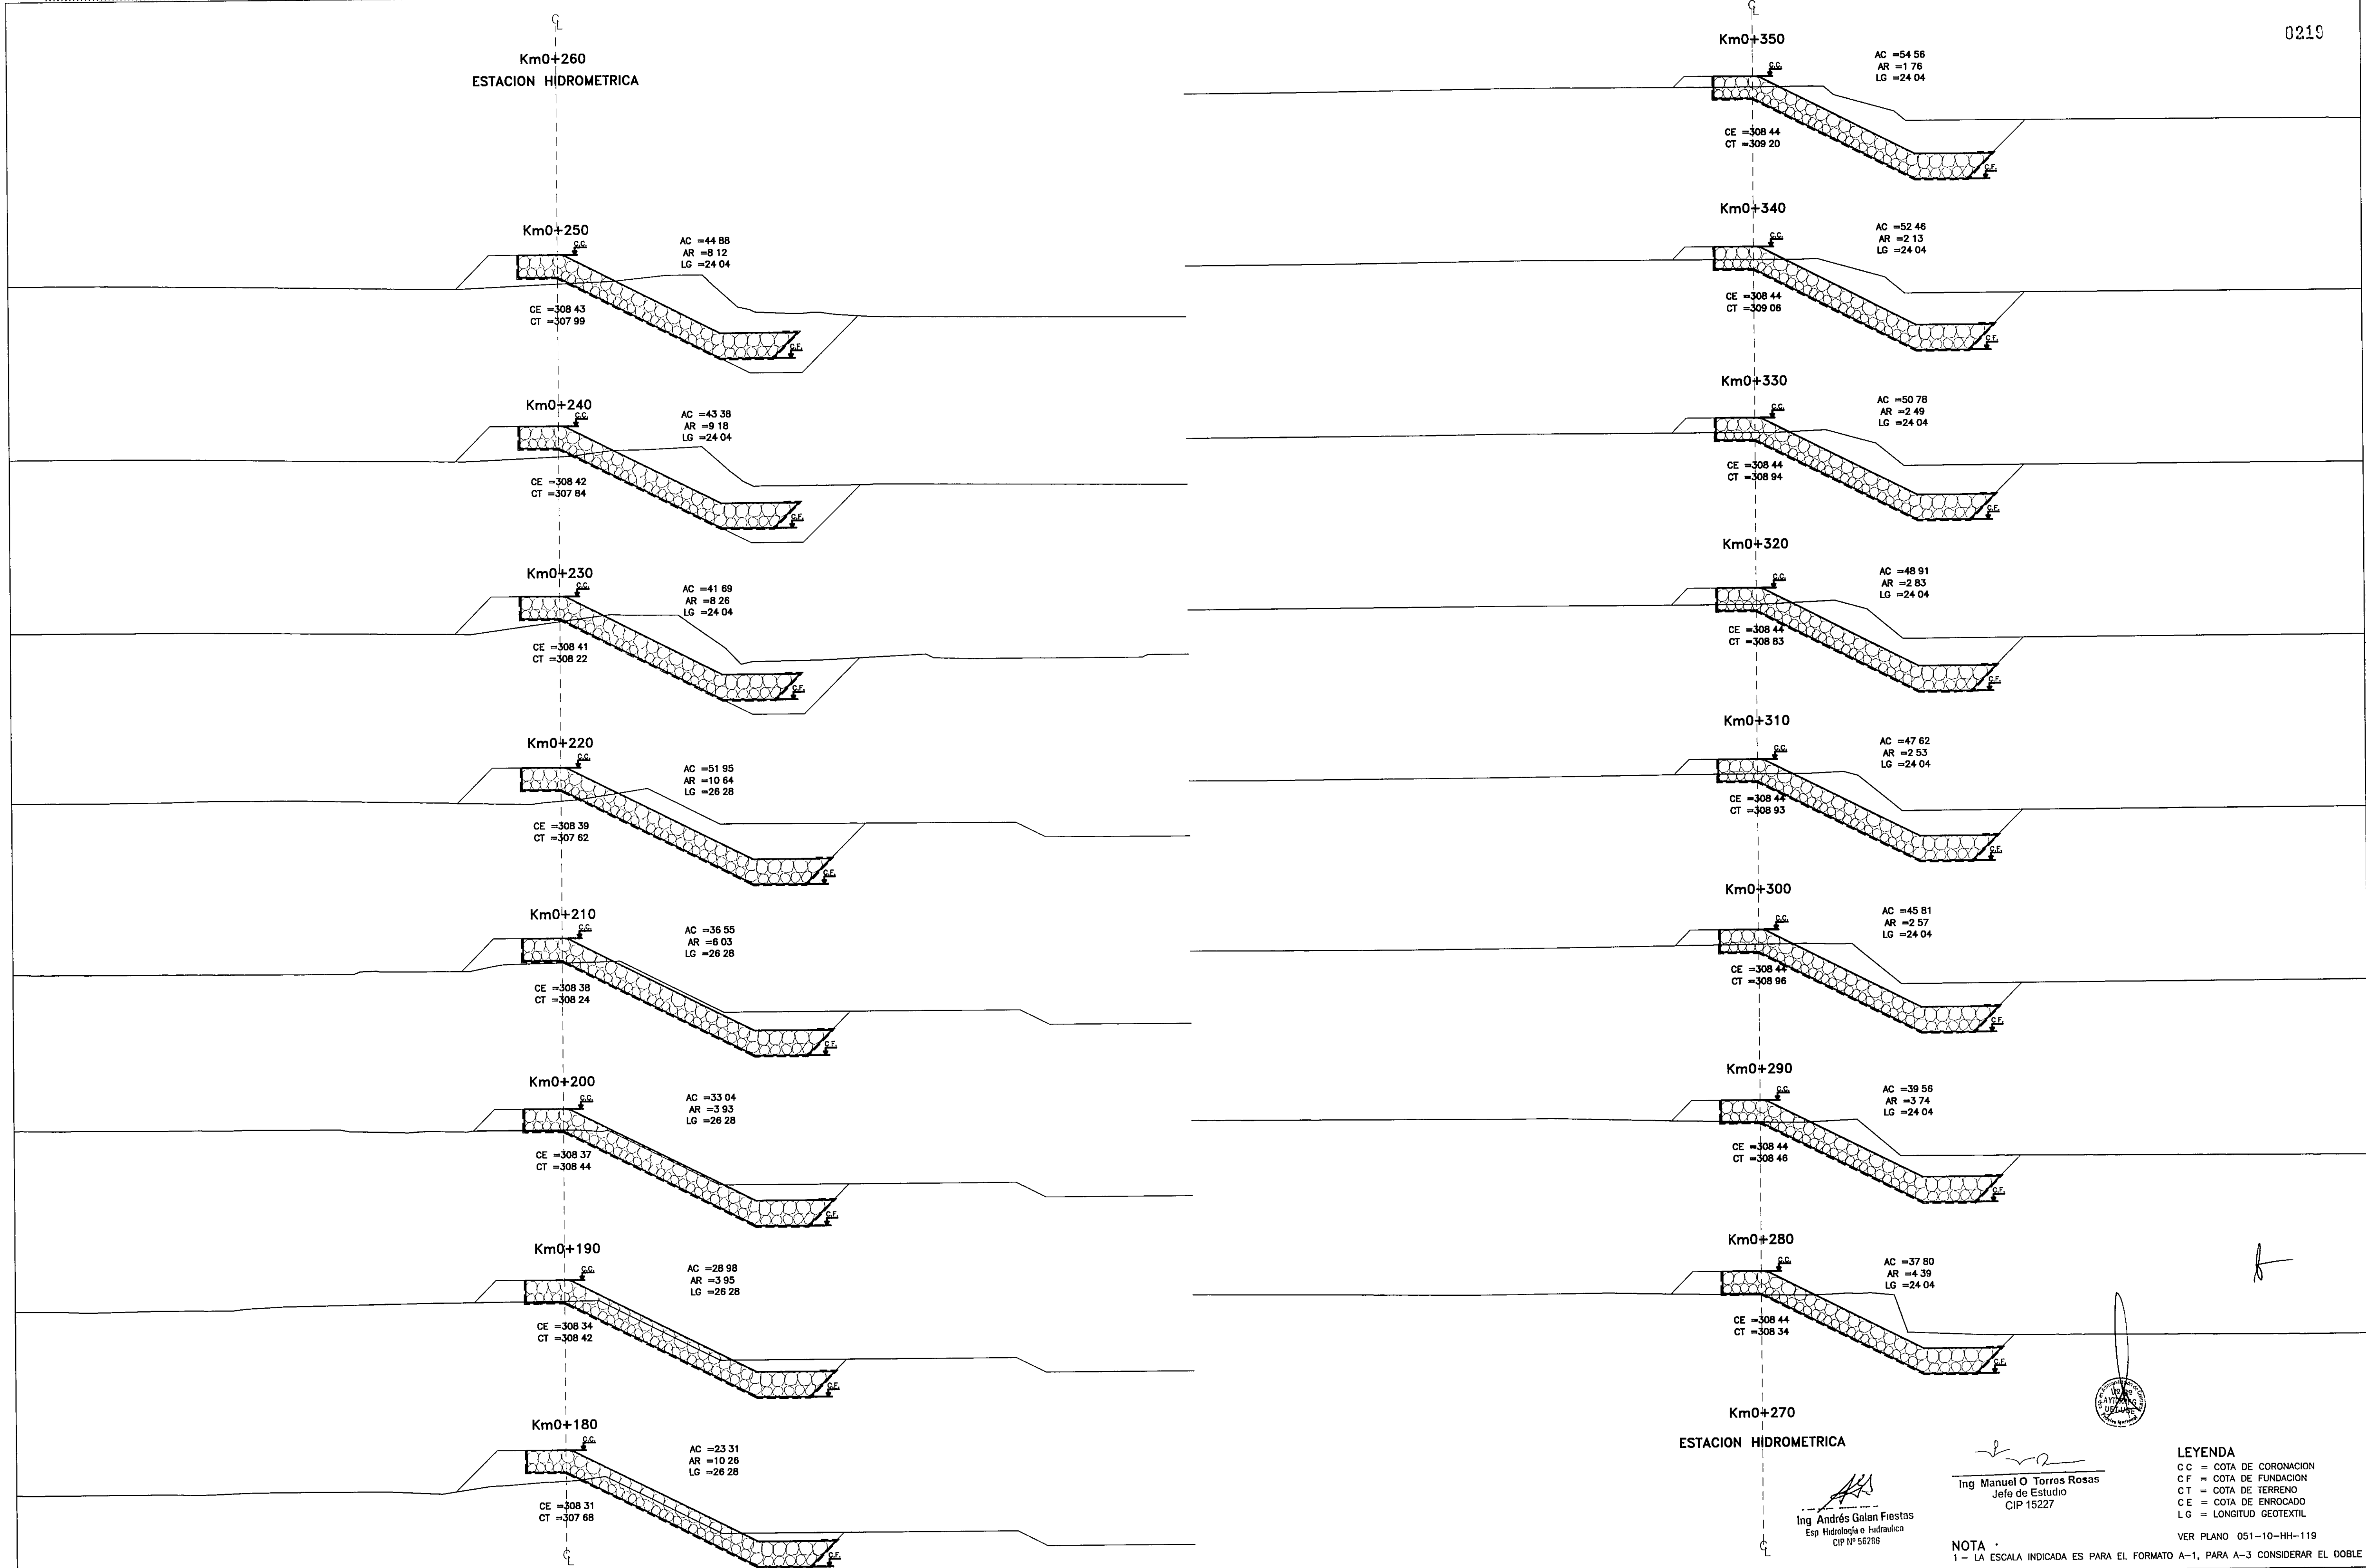 0219
Km0+260
ESTACION HIDROMETRICA
Km0+250
C.C.
AC =44 88
AR =8 12
LG =24 04
CE =308 43
CT =307 99
C.F.
Km0+240
C.C.
AC =43 38
AR =9 18
LG =24 04
CE =308 42
CT =307 84
C.F.
Km0+230
C.C.
AC =41 69
AR =8 26
LG =24 04
CE =308 41
CT =308 22
C.F.
Km0+220
C.C.
AC =51 95
AR =10 64
LG =26 28
CE =308 39
CT =307 62
C.F.
Km0+210
C.C.
AC =36 55
AR =6 03
LG =26 28
CE =308 38
CT =308 24
C.F.
Km0+200
C.C.
AC =33 04
AR =3 93
LG =26 28
CE =308 37
CT =308 44
C.F.
Km0+190
C.C.
AC =28 98
AR =3 95
LG =26 28
CE =308 34
CT =308 42
C.F.
Km0+180
C.C.
AC =23 31
AR =10 26
LG =26 28
CE =308 31
CT =307 68
C.F.
Km0+350
C.C.
AC =54 56
AR =1 76
LG =24 04
CE =308 44
CT =309 20
C.F.
Km0+340
C.C.
AC =52 46
AR =2 13
LG =24 04
CE =308 44
CT =309 06
C.F.
Km0+330
C.C.
AC =50 78
AR =2 49
LG =24 04
CE =308 44
CT =308 94
C.F.
Km0+320
C.C.
AC =48 91
AR =2 83
LG =24 04
CE =308 44
CT =308 83
C.F.
Km0+310
C.C.
AC =47 62
AR =2 53
LG =24 04
CE =308 44
CT =308 93
C.F.
Km0+300
C.C.
AC =45 81
AR =2 57
LG =24 04
CE =308 44
CT =308 96
C.F.
Km0+290
C.C.
AC =39 56
AR =3 74
LG =24 04
CE =308 44
CT =308 46
C.F.
Km0+280
C.C.
AC =37 80
AR =4 39
LG =24 04
CE =308 44
CT =308 34
C.F.
Km0+270
ESTACION HIDROMETRICA
Ing Andrés Galan Fiestas
Esp Hidrología e Hidraulica
CIP Nº 56286
Ing Manuel O Torros Rosas
Jefe de Estudio
CIP 15227
LEYENDA
C C = COTA DE CORONACION
C F = COTA DE FUNDACION
C T = COTA DE TERRENO
C E = COTA DE ENROCADO
L G = LONGITUD GEOTEXTIL
VER PLANO 051-10-HH-119
NOTA ·
1 - LA ESCALA INDICADA ES PARA EL FORMATO A-1, PARA A-3 CONSIDERAR EL DOBLE